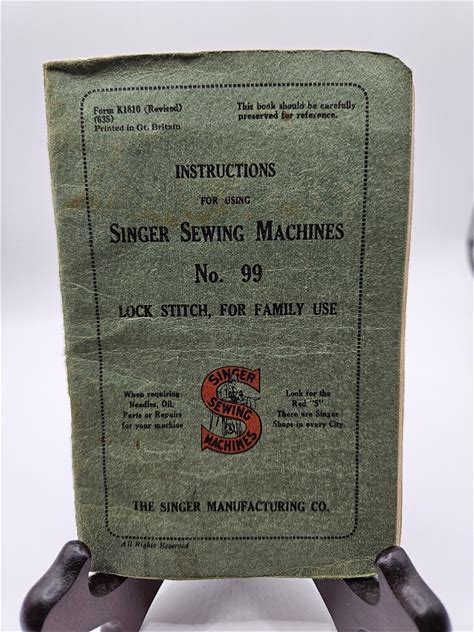 Form K1810 (Revised)
(635)
Printed in Gt. Britain
This book should be carefully
preserved for reference.
INSTRUCTIONS
FOR USING
SINGER SEWING MACHINES
No. 99
LOCK STITCH, FOR FAMILY USE
When requiring
Needles, Oil,
Parts or Repairs
for your machine
SINGER
SEWING
MACHINES
Look for the
Red "S"
There are Singer
Shops in every City
THE SINGER MANUFACTURING CO.
All Rights Reserved